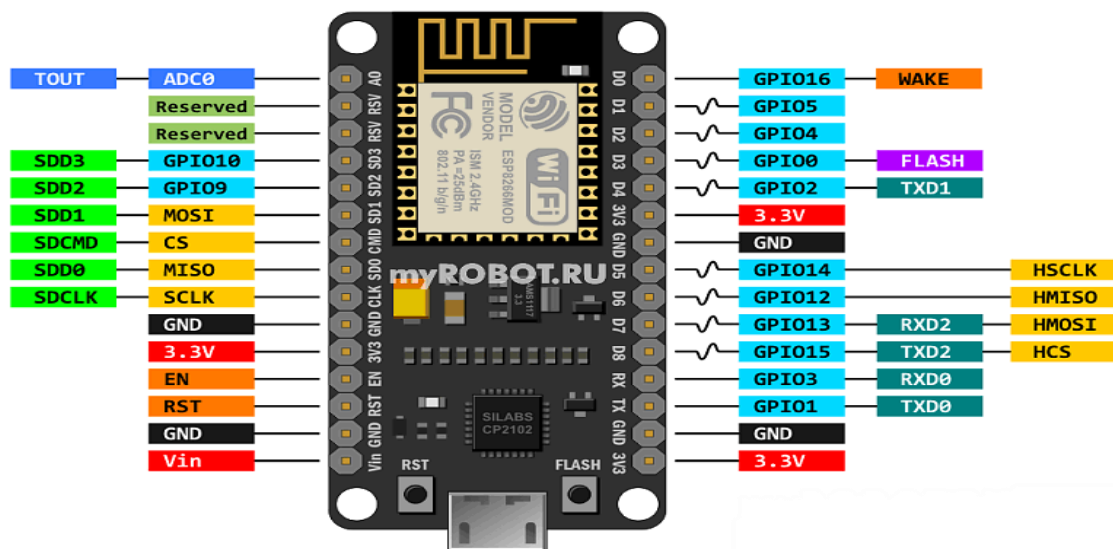 TOUT ADC0 A0 D0 GPIO16 WAKE
Reserved RSV D1 GPIO5
Reserved RSV D2 GPIO4
SDD3 GPIO10 SD3 D3 GPIO0 FLASH
SDD2 GPIO9 SD2 D4 GPIO2 TXD1
SDD1 MOSI SD1 3V3 3.3V
SDCMD CS CMD GND GND
SDD0 MISO SD0 D5 GPIO14 HSCLK
SDCLK SCLK CLK D6 GPIO12 HMISO
GND GND D7 GPIO13 RXD2 HMOSI
3.3V 3V3 D8 GPIO15 TXD2 HCS
EN EN RX GPIO3 RXD0
RST RST TX GPIO1 TXD0
GND GND GND GND
Vin Vin 3V3 3.3V
MODEL ESP8266MOD
VENDOR
WiFi
FC
ISM 2.4GHz
PA =25dBm
802.11 b/g/n
myROBOT.RU
AMS1117
3.3
SILABS
CP2102
RST
FLASH